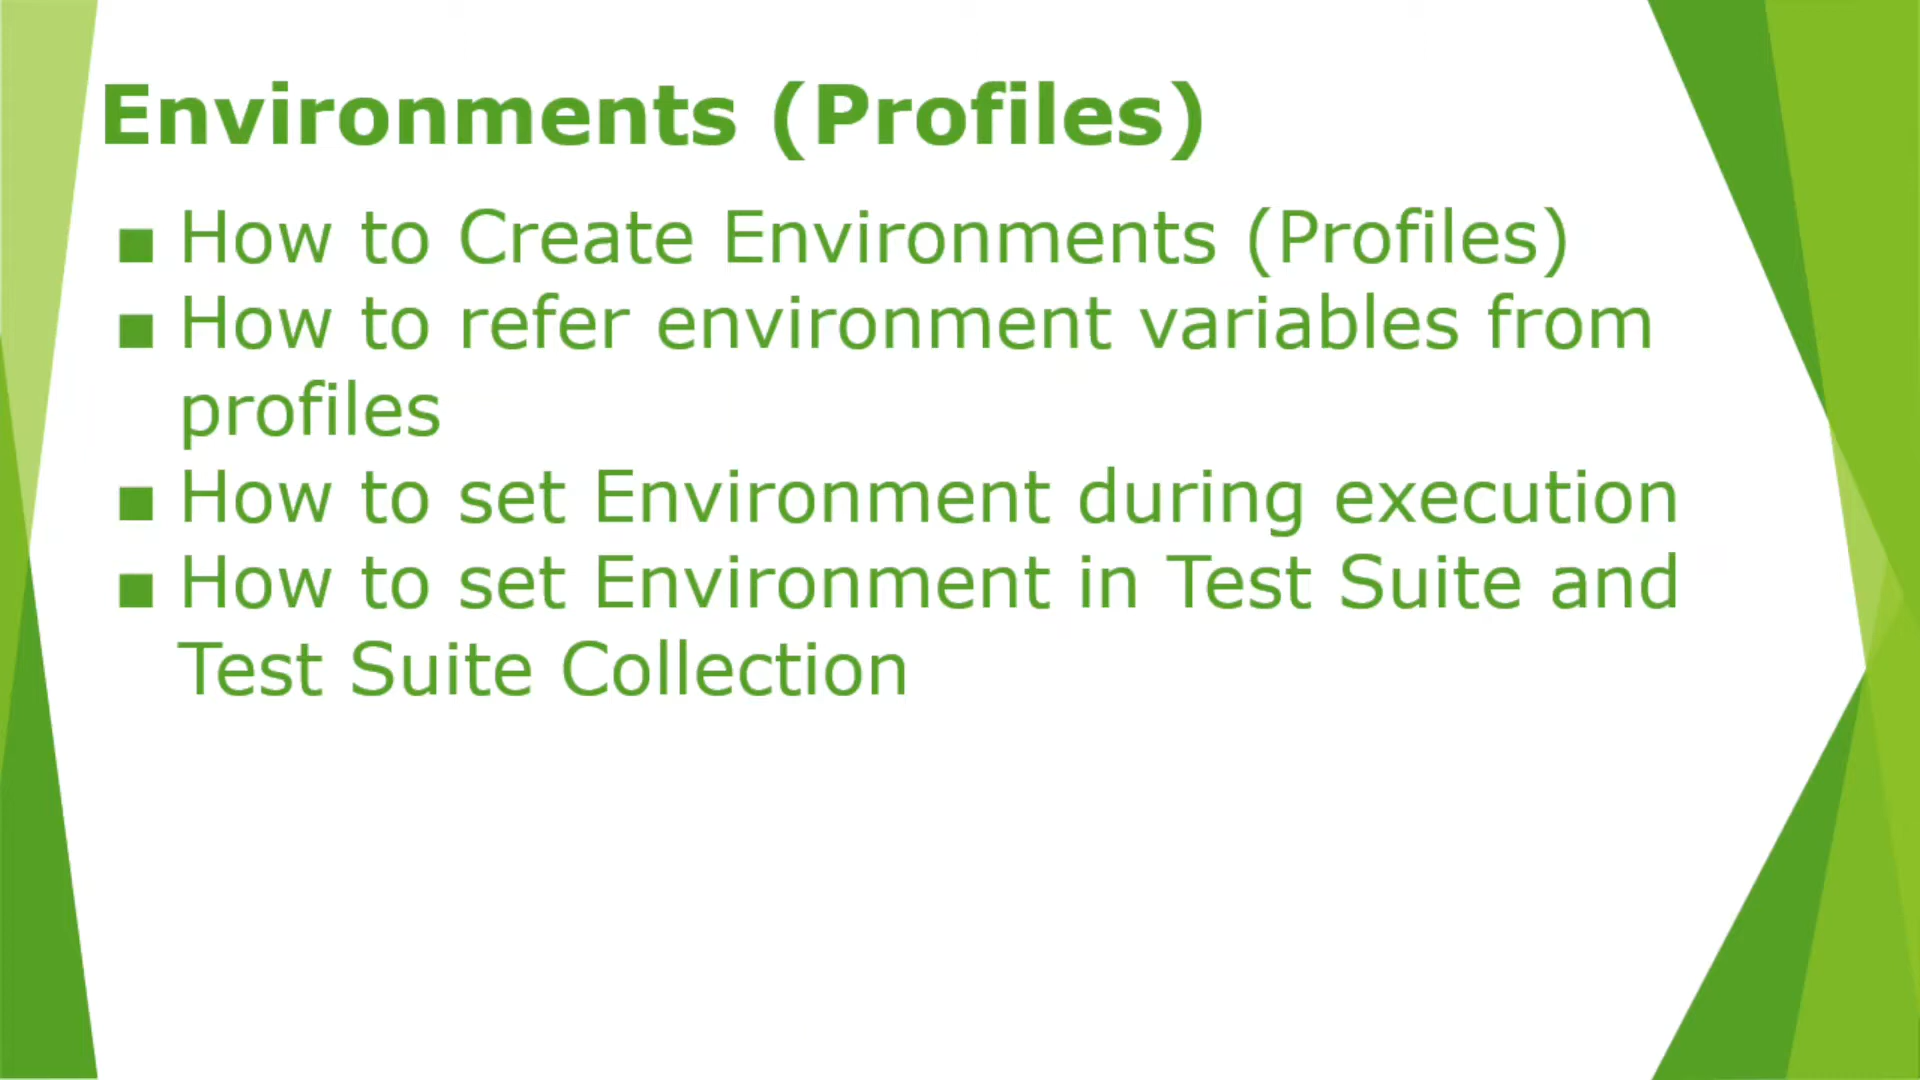 Environments (Profiles)
■ How to Create Environments (Profiles)
■ How to refer environment variables from
profiles
■ How to set Environment during execution
■ How to set Environment in Test Suite and
Test Suite Collection